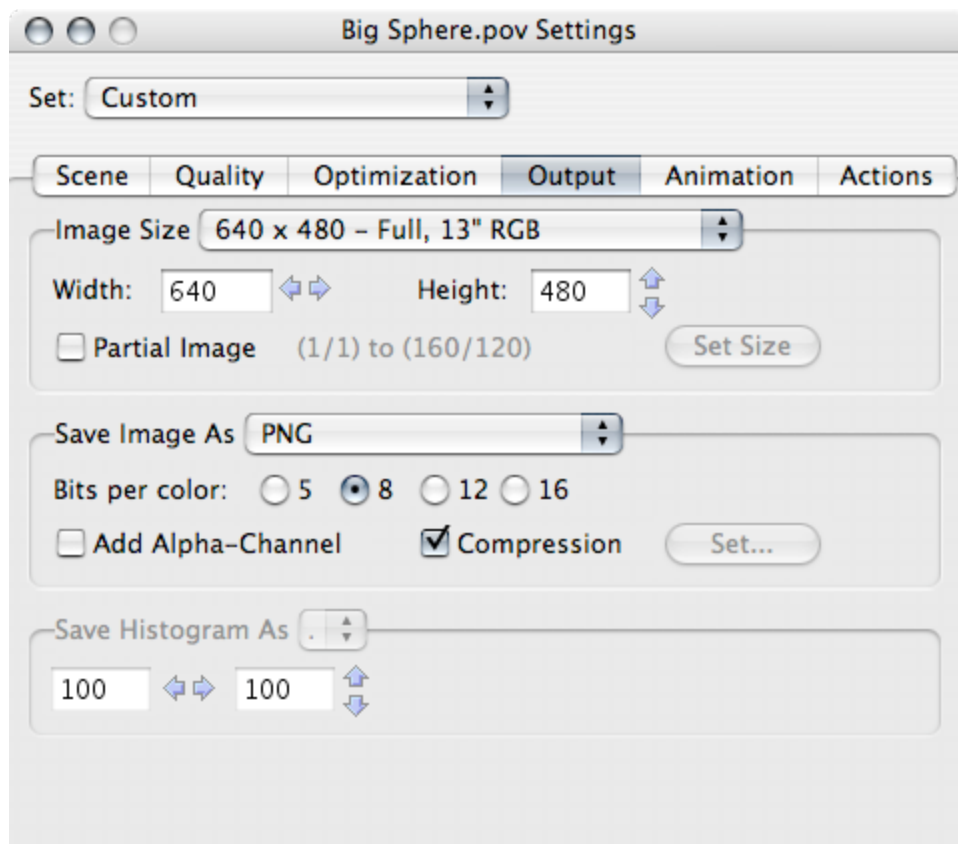 Big Sphere.pov Settings
Set: Custom
Scene Quality Optimization Output Animation Actions
Image Size 640 x 480 – Full, 13" RGB
Width: 640 Height: 480
Partial Image (1/1) to (160/120) Set Size
Save Image As PNG
Bits per color: 5 8 12 16
Add Alpha-Channel Compression Set...
Save Histogram As .
100 100